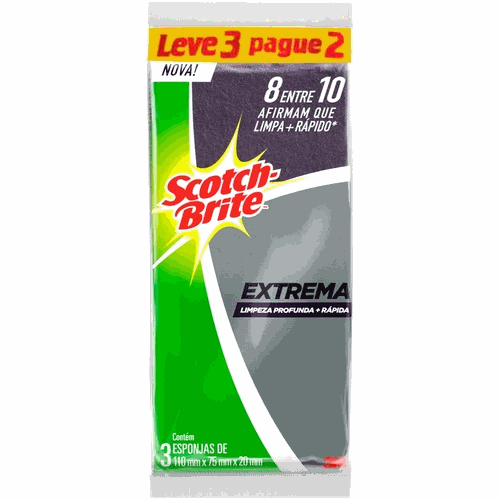 Leve 3 pague 2
NOVA!
8 ENTRE 10
AFIRMAM QUE
LIMPA + RÁPIDO*
Scotch-
Brite
EXTREMA
LIMPEZA PROFUNDA + RÁPIDA
Contém
3 ESPONJAS DE
110 mm x 75 mm x 20 mm